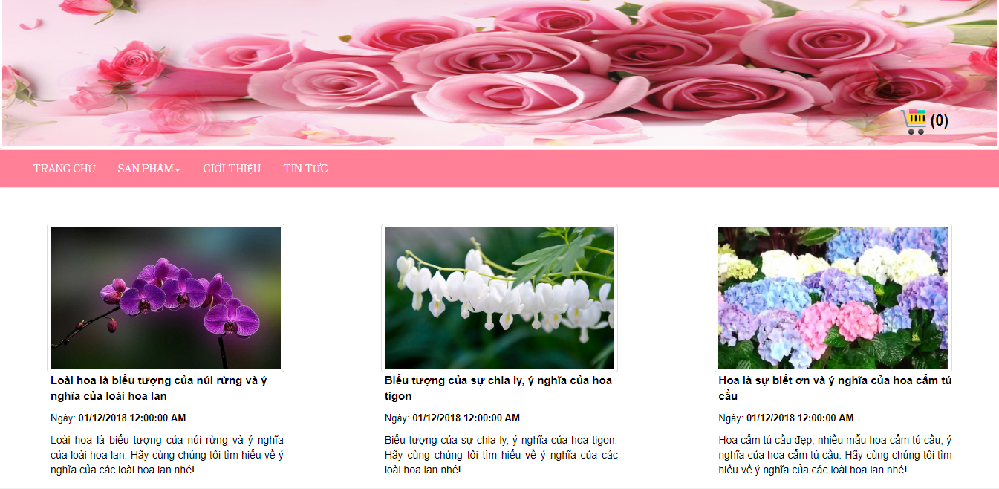 (0)
TRANG CHỦ
SẢN PHẨM
GIỚI THIỆU
TIN TỨC
Loài hoa là biểu tượng của núi rừng và ý
nghĩa của loài hoa lan
Ngày: 01/12/2018 12:00:00 AM
Loài hoa là biểu tượng của núi rừng và ý nghĩa
của loài hoa lan. Hãy cùng chúng tôi tìm hiểu về ý
nghĩa của các loài hoa lan nhé!
Biểu tượng của sự chia ly, ý nghĩa của hoa
tigon
Ngày: 01/12/2018 12:00:00 AM
Biểu tượng của sự chia ly, ý nghĩa của hoa tigon.
Hãy cùng chúng tôi tìm hiểu về ý nghĩa của các
loài hoa lan nhé!
Hoa là sự biết ơn và ý nghĩa của hoa cẩm tú
cầu
Ngày: 01/12/2018 12:00:00 AM
Hoa cẩm tú cầu đẹp, nhiều mẫu hoa cẩm tú cầu, ý
nghĩa của hoa cẩm tú cầu. Hãy cùng chúng tôi tìm
hiểu về ý nghĩa của các loài hoa lan nhé!